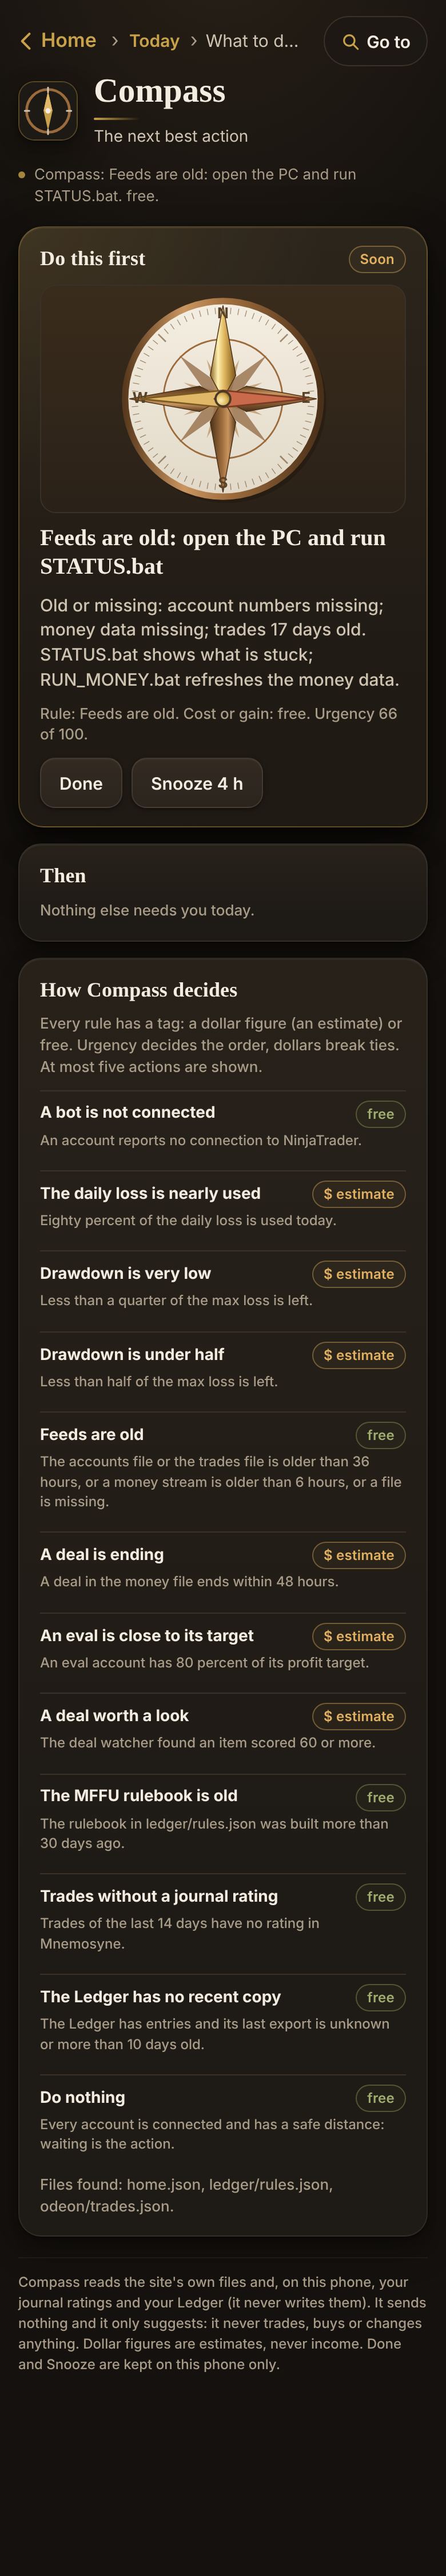 Home › Today › What to d...
Go to
Compass
The next best action
Compass: Feeds are old: open the PC and run
STATUS.bat. free.
Do this first
Soon
N
W
E
S
Feeds are old: open the PC and run
STATUS.bat
Old or missing: account numbers missing;
money data missing; trades 17 days old.
STATUS.bat shows what is stuck;
RUN_MONEY.bat refreshes the money data.
Rule: Feeds are old. Cost or gain: free. Urgency 66
of 100.
Done
Snooze 4 h
Then
Nothing else needs you today.
How Compass decides
Every rule has a tag: a dollar figure (an estimate) or
free. Urgency decides the order, dollars break ties.
At most five actions are shown.
A bot is not connected
free
An account reports no connection to NinjaTrader.
The daily loss is nearly used
$ estimate
Eighty percent of the daily loss is used today.
Drawdown is very low
$ estimate
Less than a quarter of the max loss is left.
Drawdown is under half
$ estimate
Less than half of the max loss is left.
Feeds are old
free
The accounts file or the trades file is older than 36
hours, or a money stream is older than 6 hours, or a file
is missing.
A deal is ending
$ estimate
A deal in the money file ends within 48 hours.
An eval is close to its target
$ estimate
An eval account has 80 percent of its profit target.
A deal worth a look
$ estimate
The deal watcher found an item scored 60 or more.
The MFFU rulebook is old
free
The rulebook in ledger/rules.json was built more than
30 days ago.
Trades without a journal rating
free
Trades of the last 14 days have no rating in
Mnemosyne.
The Ledger has no recent copy
free
The Ledger has entries and its last export is unknown
or more than 10 days old.
Do nothing
free
Every account is connected and has a safe distance:
waiting is the action.
Files found: home.json, ledger/rules.json,
odeon/trades.json.
Compass reads the site's own files and, on this phone, your
journal ratings and your Ledger (it never writes them). It sends
nothing and it only suggests: it never trades, buys or changes
anything. Dollar figures are estimates, never income. Done
and Snooze are kept on this phone only.